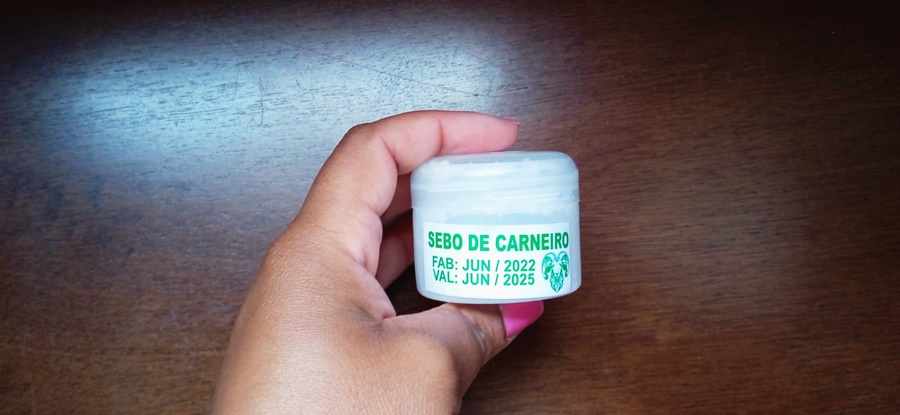 SEBO DE CARNEIRO
FAB: JUN / 2022
VAL: JUN / 2025